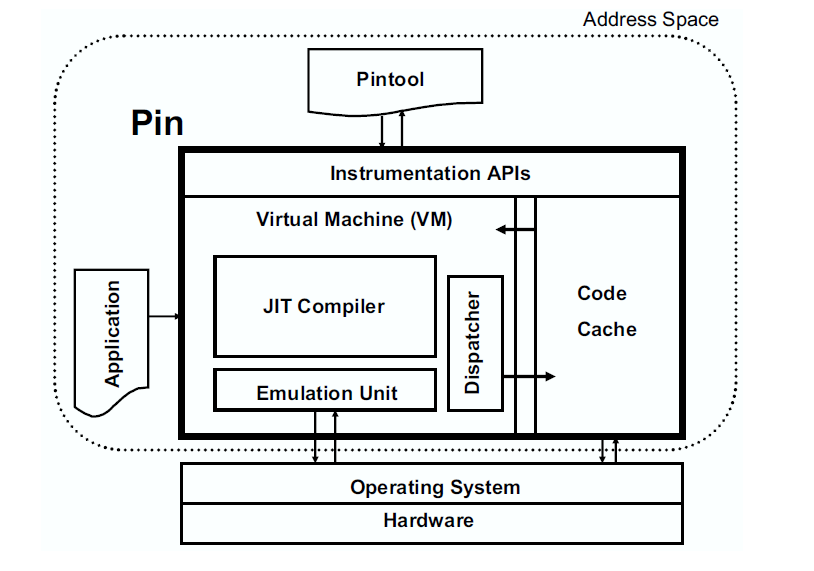 Address Space
Pintool
Pin
Instrumentation APIs
Virtual Machine (VM)
JIT Compiler
Emulation Unit
Dispatcher
Code
Cache
Application
Operating System
Hardware